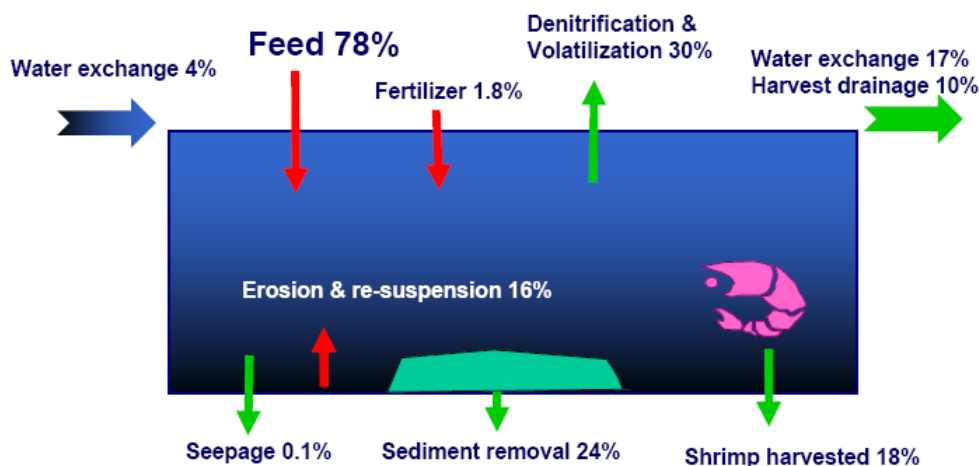 Denitrification &
Volatilization 30%
Feed 78%
Water exchange 4%
Water exchange 17%
Harvest drainage 10%
Fertilizer 1.8%
Erosion & re-suspension 16%
Seepage 0.1%
Sediment removal 24%
Shrimp harvested 18%